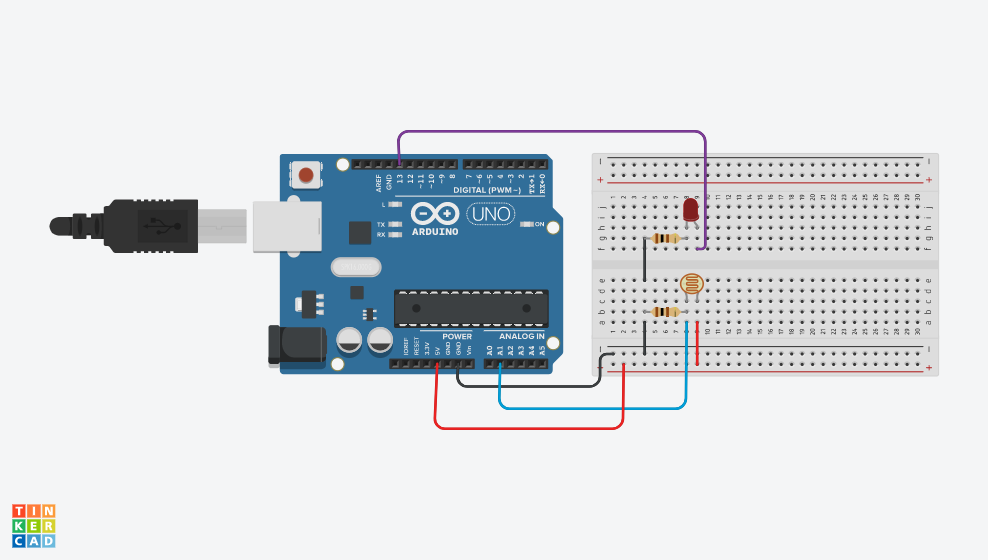 AREF
GND
13
12
~11
~10
~9
8
7
~6
~5
4
~3
2
TX→1
RX←0
DIGITAL (PWM~)
L
TX
RX
ARDUINO
UNO
ON
POWER
ANALOG IN
IOREF
RESET
3.3V
5V
GND
GND
Vin
A0
A1
A2
A3
A4
A5
1 2 3 4 5 6 7 8 9 10 11 12 13 14 15 16 17 18 19 20 21 22 23 24 25 26 27 28 29 30
j
i
h
g
f
j
i
h
g
f
e
d
c
b
a
e
d
c
b
a
1 2 3 4 5 6 7 8 9 10 11 12 13 14 15 16 17 18 19 20 21 22 23 24 25 26 27 28 29 30
TIN
KER
CAD